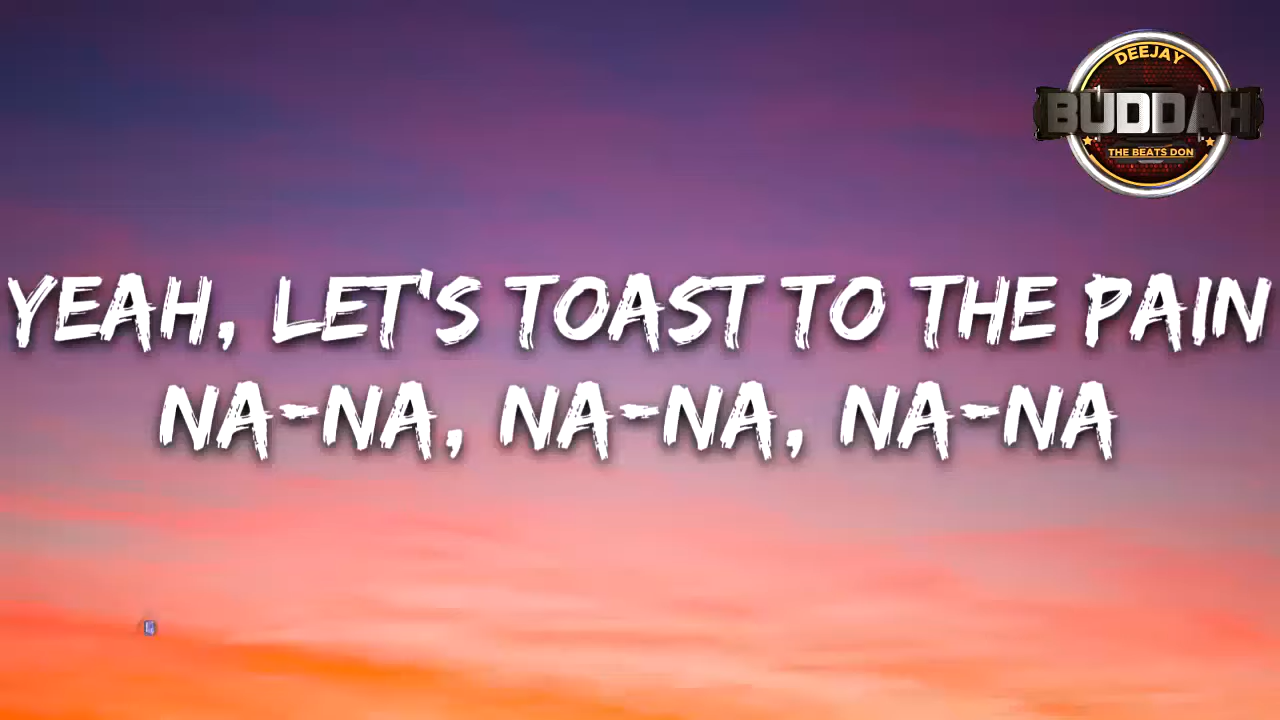 DEEJAY
BUDDAH
THE BEATS DON
YEAH, LET'S TOAST TO THE PAIN
NA-NA, NA-NA, NA-NA